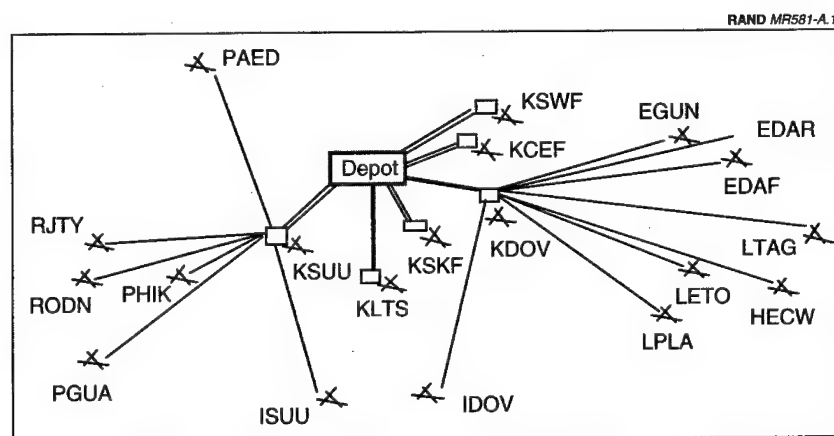 RAND MR581-A.1
PAED
KSWF
EGUN
EDAR
KCEF
Depot
EDAF
RJTY
KDOV
LTAG
KSUU
KSKF
RODN
PHIK
LETO
KLTS
HECW
LPLA
PGUA
ISUU
IDOV